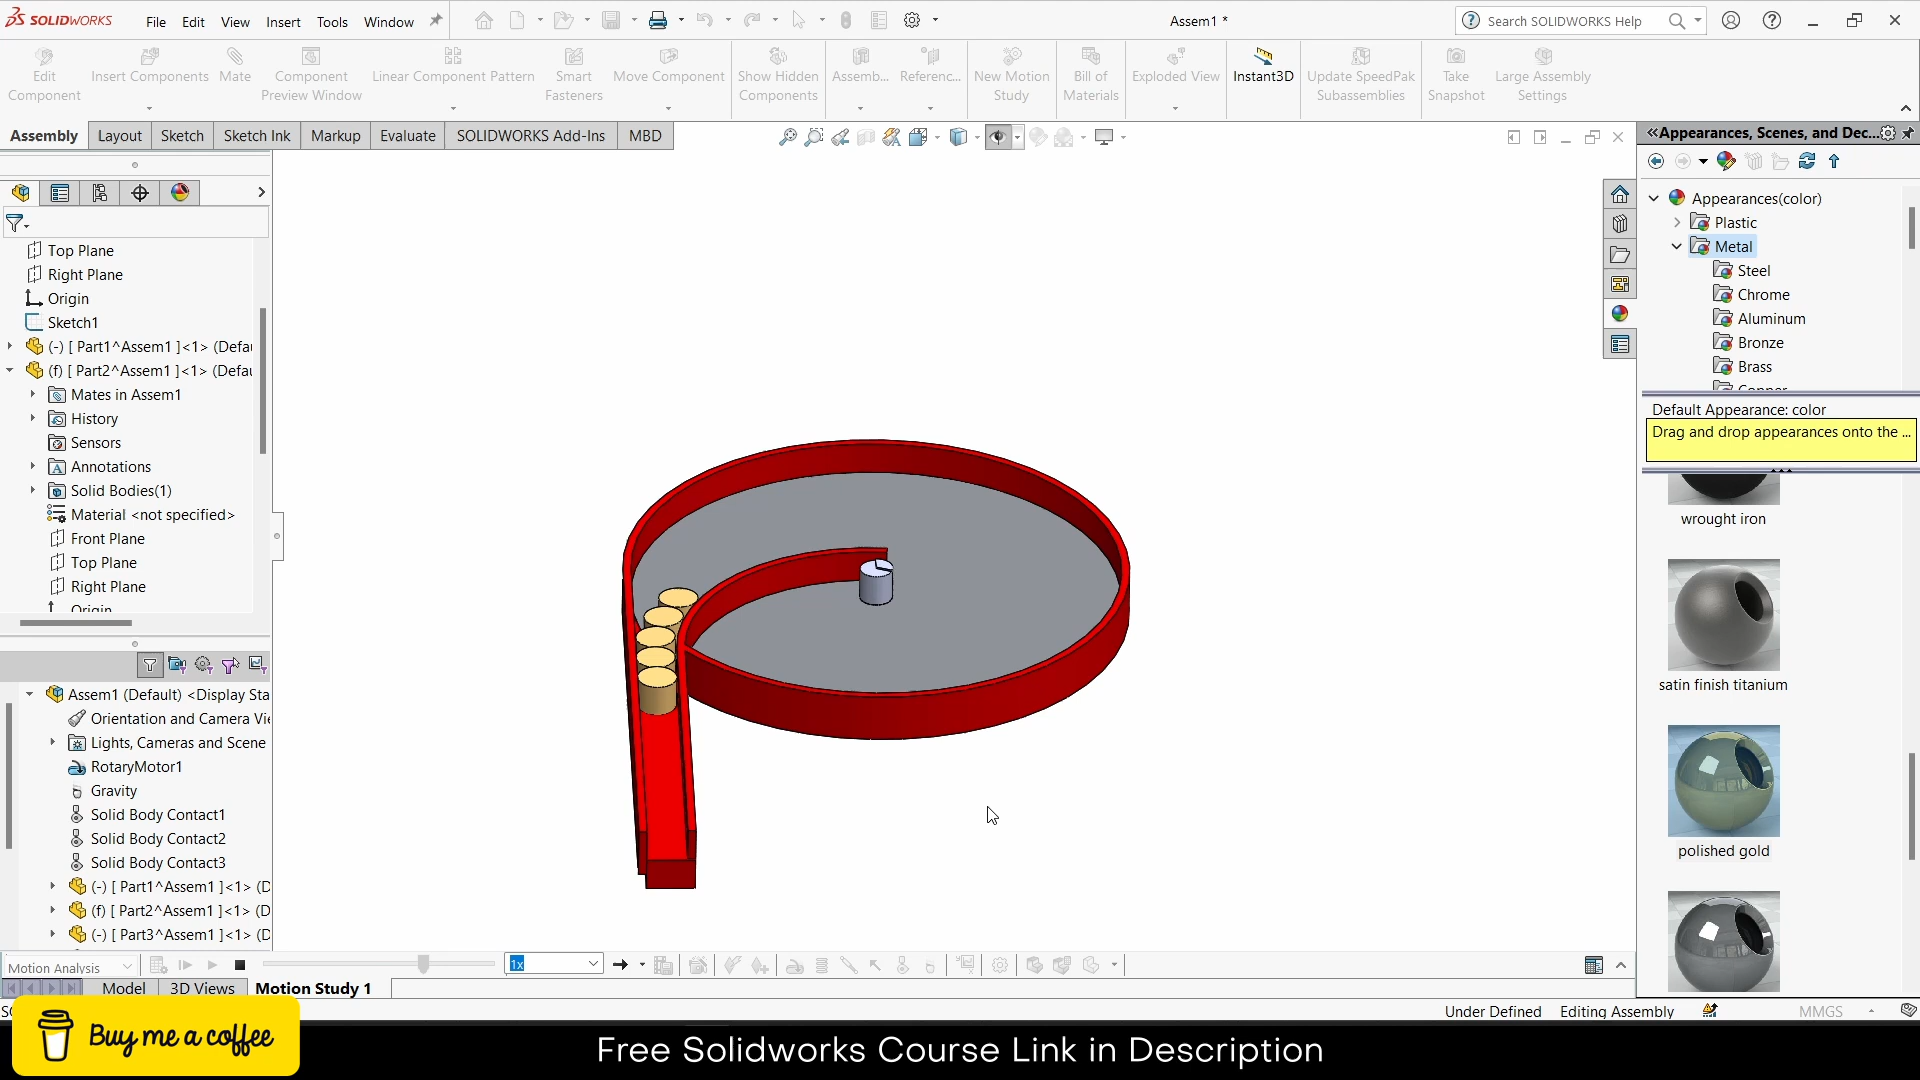 SOLIDWORKS
File Edit View Insert Tools Window
Assem1 *
Search SOLIDWORKS Help
Edit Component
Insert Components
Mate
Component Preview Window
Linear Component Pattern
Smart Fasteners
Move Component
Show Hidden Components
Assemb...
Referenc...
New Motion Study
Bill of Materials
Exploded View
Instant3D
Update SpeedPak Subassemblies
Take Snapshot
Large Assembly Settings
Assembly Layout Sketch Sketch Ink Markup Evaluate SOLIDWORKS Add-Ins MBD
Top Plane
Right Plane
Origin
Sketch1
(-) [ Part1^Assem1 ]<1> (Defau
(f) [ Part2^Assem1 ]<1> (Defau
Mates in Assem1
History
Sensors
Annotations
Solid Bodies(1)
Material <not specified>
Front Plane
Top Plane
Right Plane
Origin
Assem1 (Default) <Display Sta
Orientation and Camera Vie
Lights, Cameras and Scene
RotaryMotor1
Gravity
Solid Body Contact1
Solid Body Contact2
Solid Body Contact3
(-) [ Part1^Assem1 ]<1> (D
(f) [ Part2^Assem1 ]<1> (D
(-) [ Part3^Assem1 ]<1> (D
Motion Analysis
1x
Model 3D Views Motion Study 1
Appearances, Scenes, and Dec...
Appearances(color)
Plastic
Metal
Steel
Chrome
Aluminum
Bronze
Brass
Copper
Default Appearance: color
Drag and drop appearances onto the ...
wrought iron
satin finish titanium
polished gold
Under Defined Editing Assembly MMGS
Buy me a coffee
Free Solidworks Course Link in Description